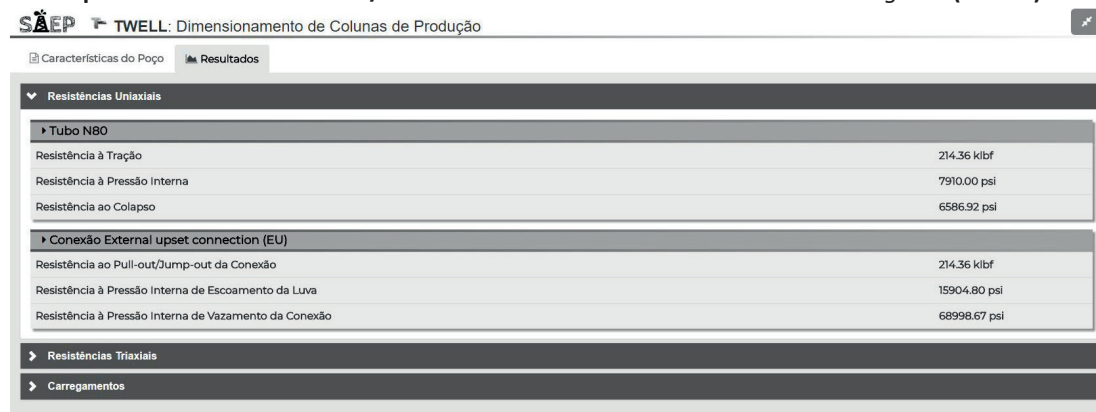 SAEP TWELL: Dimensionamento de Colunas de Produção
Características do Poço Resultados
Resistências Uniaxiais
Tubo N80
Resistência à Tração 214.36 klbf
Resistência à Pressão Interna 7910.00 psi
Resistência ao Colapso 6586.92 psi
Conexão External upset connection (EU)
Resistência ao Pull-out/Jump-out da Conexão 214.36 klbf
Resistência à Pressão Interna de Escoamento da Luva 15904.80 psi
Resistência à Pressão Interna de Vazamento da Conexão 68998.67 psi
Resistências Triaxiais
Carregamentos